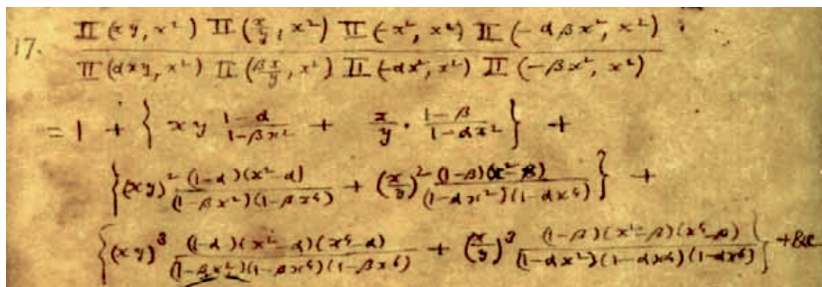 17. Π(xy, x²) Π(x/y, x²) Π(-x², x²) Π(-αβx², x²) / Π(αxy, x²) Π(βx/y, x²) Π(-αx², x²) Π(-βx², x²)
= 1 + { xy (1-α)/(1-βx²) + x/y · (1-β)/(1-αx²) } +
{ (xy)² (1-α)(x²-α)/(1-βx²)(1-βx⁴) + (x/y)² (1-β)(x²-β)/(1-αx²)(1-αx⁴) } +
{ (xy)³ (1-α)(x²-α)(x⁴-α)/(1-βx²)(1-βx⁴)(1-βx⁶) + (x/y)³ (1-β)(x²-β)(x⁴-β)/(1-αx²)(1-αx⁴)(1-αx⁶) } + &c